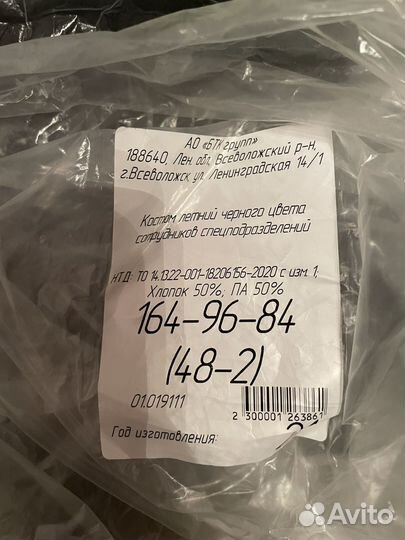 АО «БТК групп»
188640, Лен. обл., Всеволожский р-н,
г.Всеволожск, ул. Ленинградская 14/1
Костюм летний черного цвета
сотрудников спецподразделений
НТД: ТО 14.1322-001-18206156-2020 с изм. 1;
Хлопок 50%; ПА 50%
164-96-84
(48-2)
01.019111
2 300001 263861
Год изготовления:
Avito